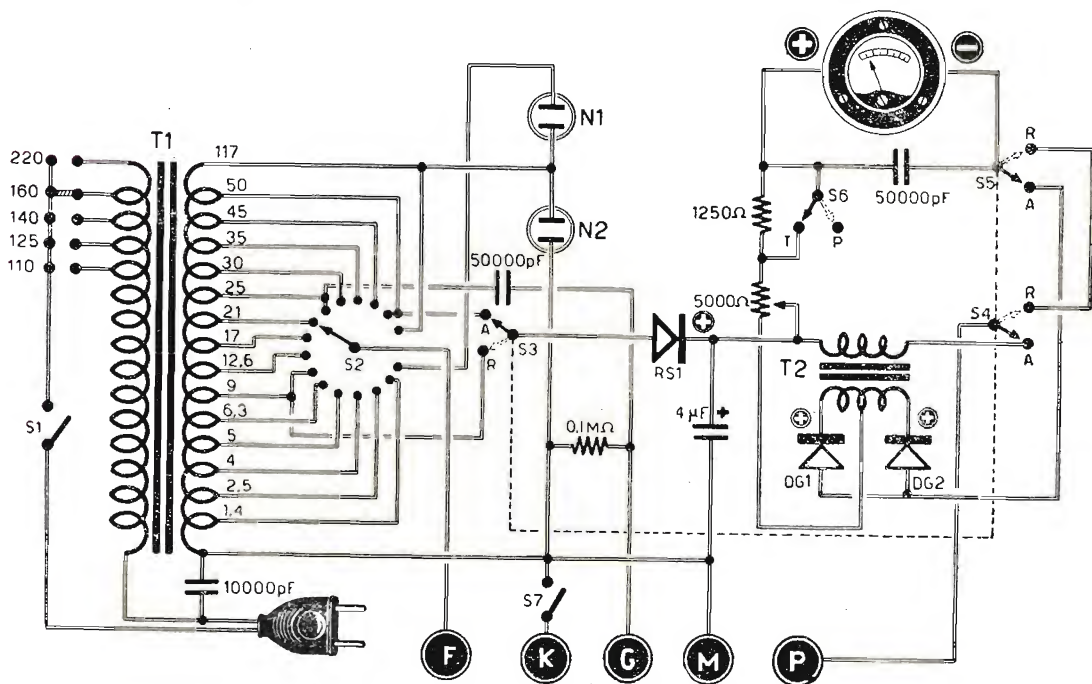 T1
220
160
140
125
110
S1
117
50
45
35
30
25
21
17
12,6
9
6,3
5
4
2,5
1,4
10000pF
S2
N1
N2
50000pF
A
R
S3
RS1
+
4µF +
0,1MΩ
S7
+
−
1250Ω
5000Ω
S6
T
P
50000pF
S5
R
A
S4
R
A
T2
+
+
DG1
DG2
F
K
G
M
P